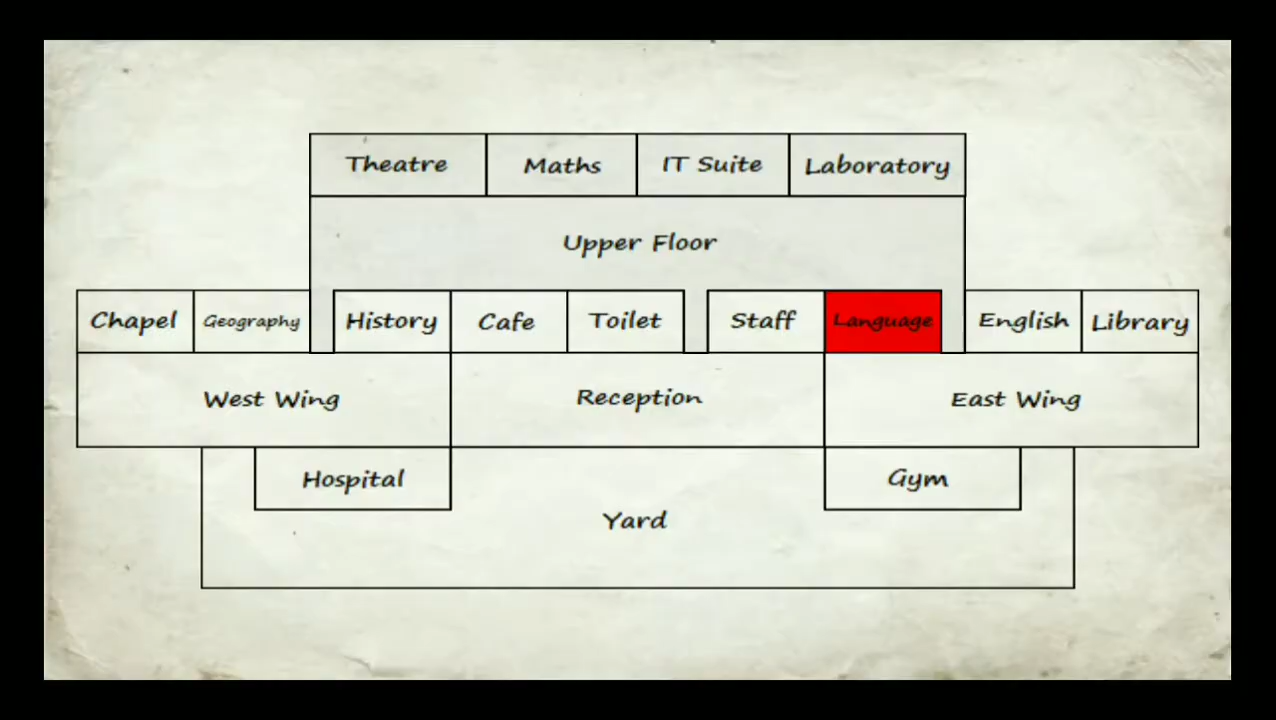 Theatre
Maths
IT Suite
Laboratory
Upper Floor
Chapel
Geography
History
Cafe
Toilet
Staff
Language
English
Library
West Wing
Reception
East Wing
Hospital
Gym
Yard